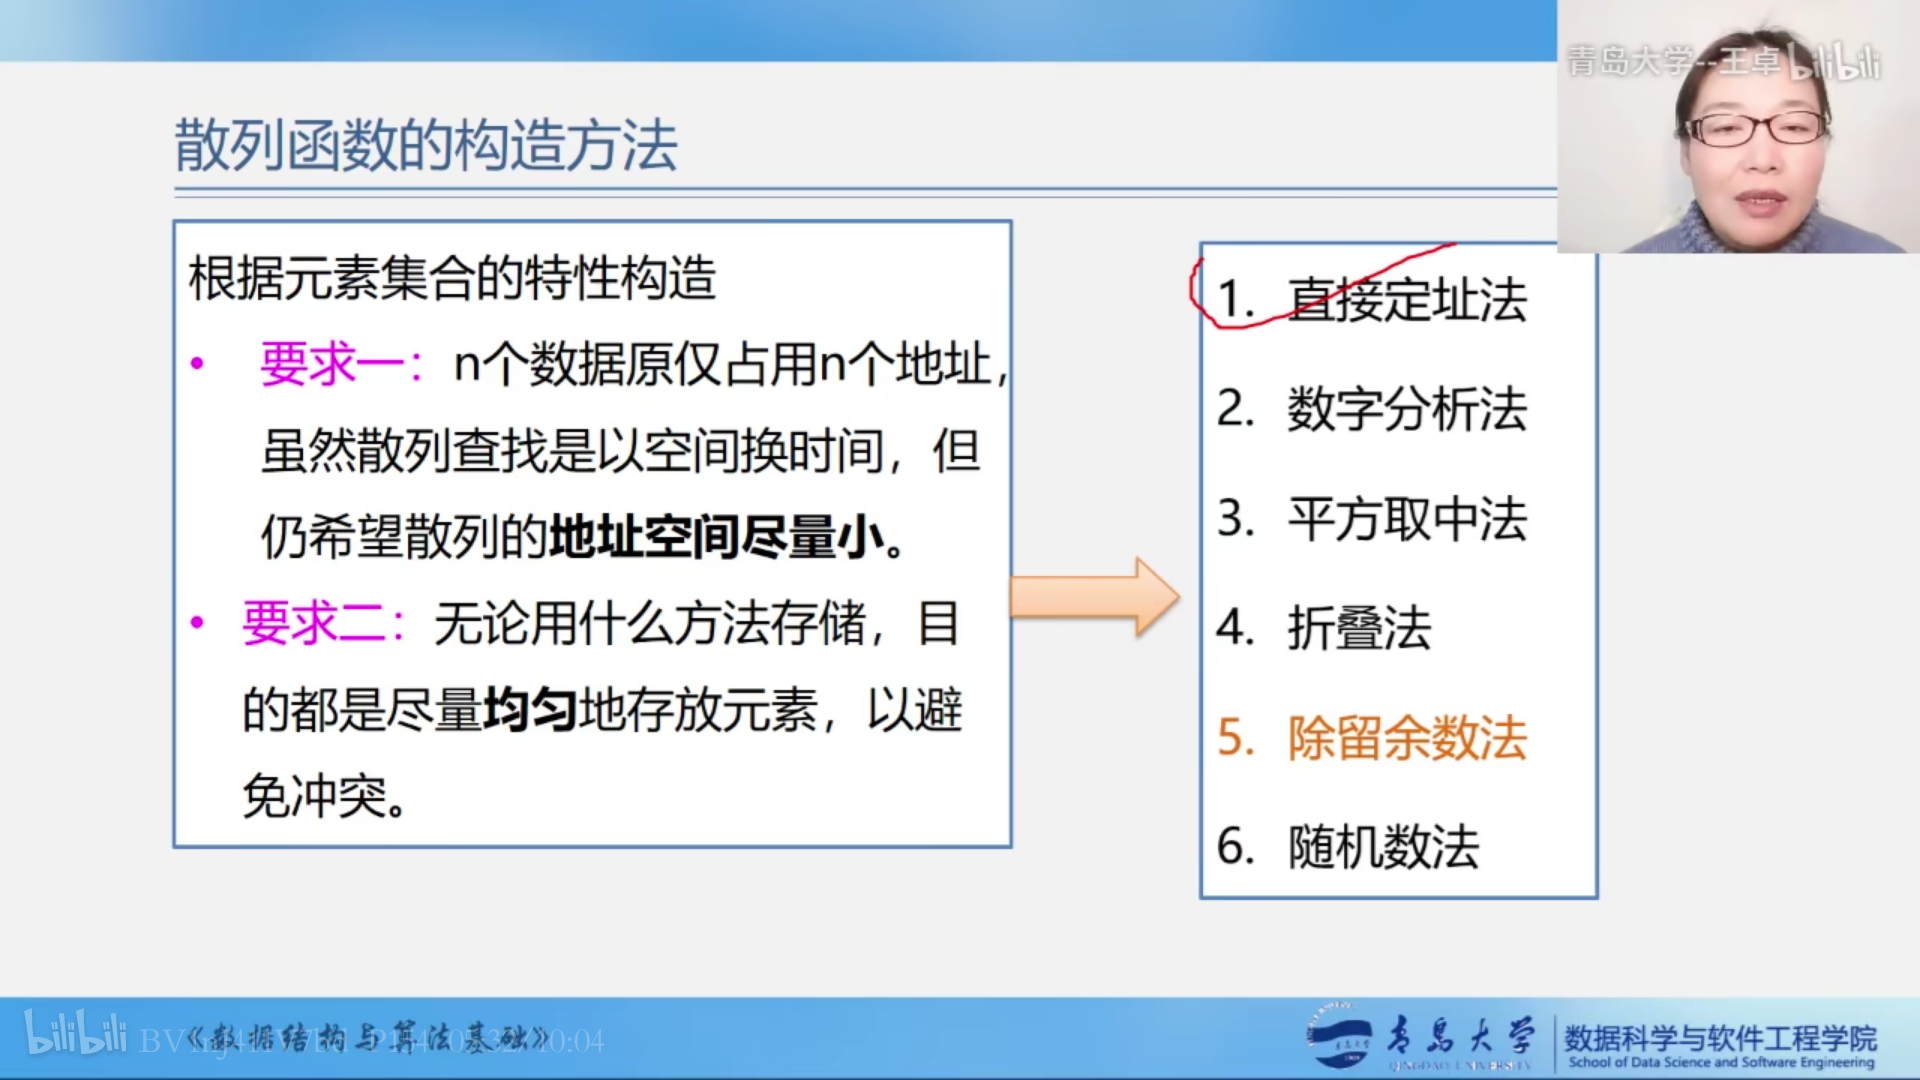 青岛大学--王卓 bilibili
散列函数的构造方法
根据元素集合的特性构造
• 要求一：n个数据原仅占用n个地址，
虽然散列查找是以空间换时间，但
仍希望散列的地址空间尽量小。
• 要求二：无论用什么方法存储，目
的都是尽量均匀地存放元素，以避
免冲突。
1. 直接定址法
2. 数字分析法
3. 平方取中法
4. 折叠法
5. 除留余数法
6. 随机数法
bilibili
《数据结构与算法基础》
10:04
青岛大学
QINGDAO UNIVERSITY
数据科学与软件工程学院
School of Data Science and Software Engineering